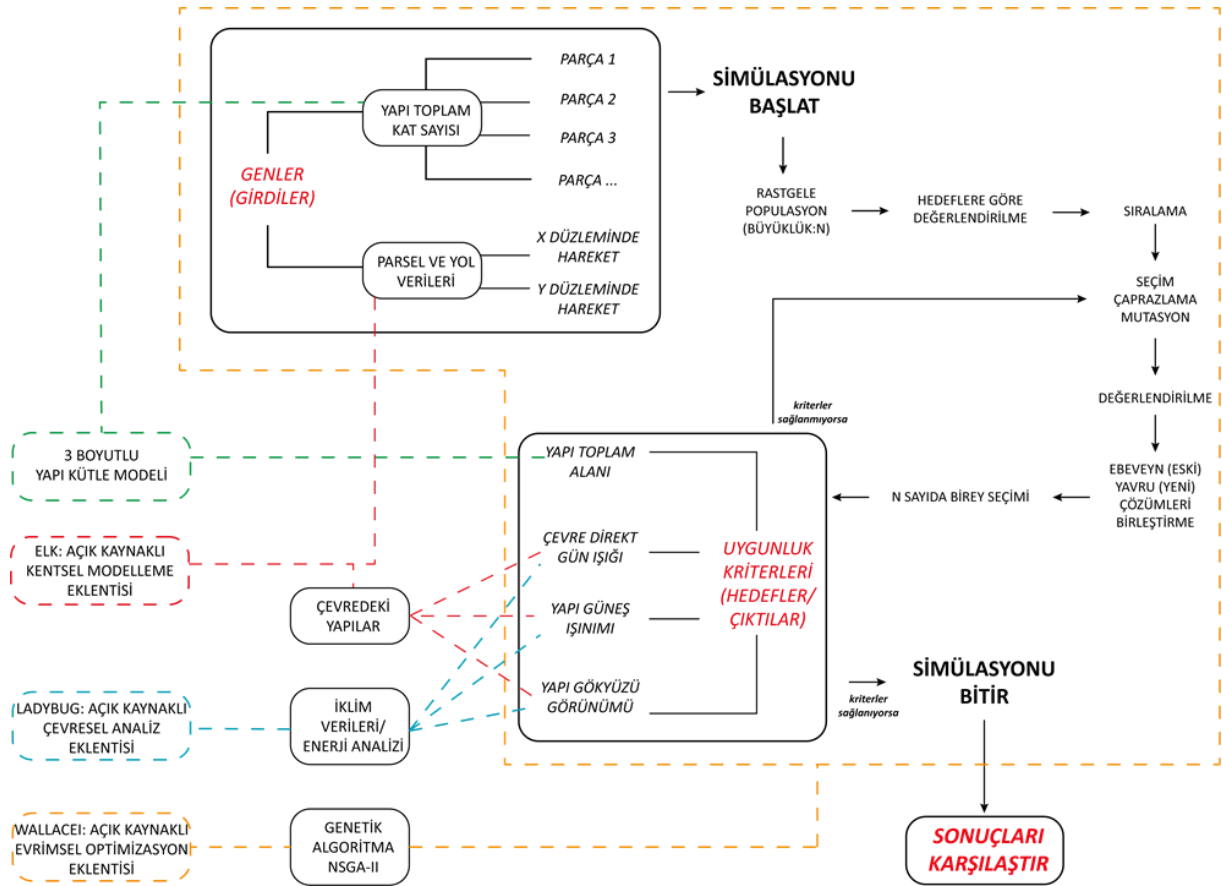 PARÇA 1
PARÇA 2
PARÇA 3
PARÇA ...
YAPI TOPLAM
KAT SAYISI
GENLER
(GİRDİLER)
PARSEL VE YOL
VERİLERİ
X DÜZLEMİNDE
HAREKET
Y DÜZLEMİNDE
HAREKET
SİMÜLASYONU
BAŞLAT
RASTGELE
POPULASYON
(BÜYÜKLÜK:N)
HEDEFLERE GÖRE
DEĞERLENDİRİLME
SIRALAMA
SEÇİM
ÇAPRAZLAMA
MUTASYON
DEĞERLENDİRİLME
EBEVEYN (ESKİ)
YAVRU (YENİ)
ÇÖZÜMLERİ
BİRLEŞTİRME
N SAYIDA BİREY SEÇİMİ
kriterler
sağlanmıyorsa
3 BOYUTLU
YAPI KÜTLE MODELİ
ELK: AÇIK KAYNAKLI
KENTSEL MODELLEME
EKLENTİSİ
LADYBUG: AÇIK KAYNAKLI
ÇEVRESEL ANALİZ
EKLENTİSİ
WALLACEI: AÇIK KAYNAKLI
EVRİMSEL OPTİMİZASYON
EKLENTİSİ
ÇEVREDEKİ
YAPILAR
İKLİM
VERİLERİ/
ENERJİ ANALİZİ
GENETİK
ALGORİTMA
NSGA-II
YAPI TOPLAM
ALANI
ÇEVRE DİREKT
GÜN IŞIĞI
YAPI GÜNEŞ
IŞINIMI
YAPI GÖKYÜZÜ
GÖRÜNÜMÜ
UYGUNLUK
KRİTERLERİ
(HEDEFLER/
ÇIKTILAR)
kriterler
sağlanıyorsa
SİMÜLASYONU
BİTİR
SONUÇLARI
KARŞILAŞTIR